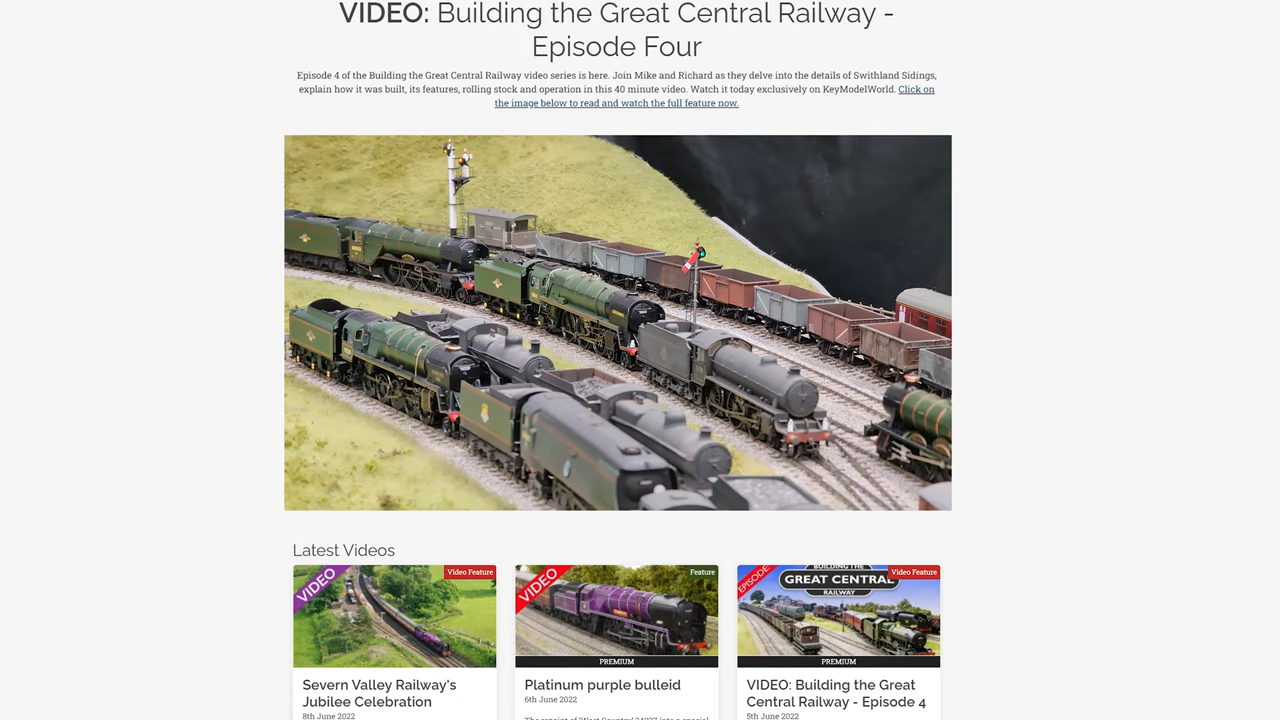 VIDEO: Building the Great Central Railway -
Episode Four
Episode 4 of the Building the Great Central Railway video series is here. Join Mike and Richard as they delve into the details of Swithland Sidings,
explain how it was built, its features, rolling stock and operation in this 40 minute video. Watch it today exclusively on KeyModelWorld. Click on
the image below to read and watch the full feature now.
Latest Videos
VIDEO
Video Feature
Severn Valley Railway's
Jubilee Celebration
8th June 2022
VIDEO
Feature
PREMIUM
Platinum purple bulleid
6th June 2022
EPISODE
BUILDING THE
GREAT CENTRAL
RAILWAY
Video Feature
PREMIUM
VIDEO: Building the Great
Central Railway - Episode 4
5th June 2022